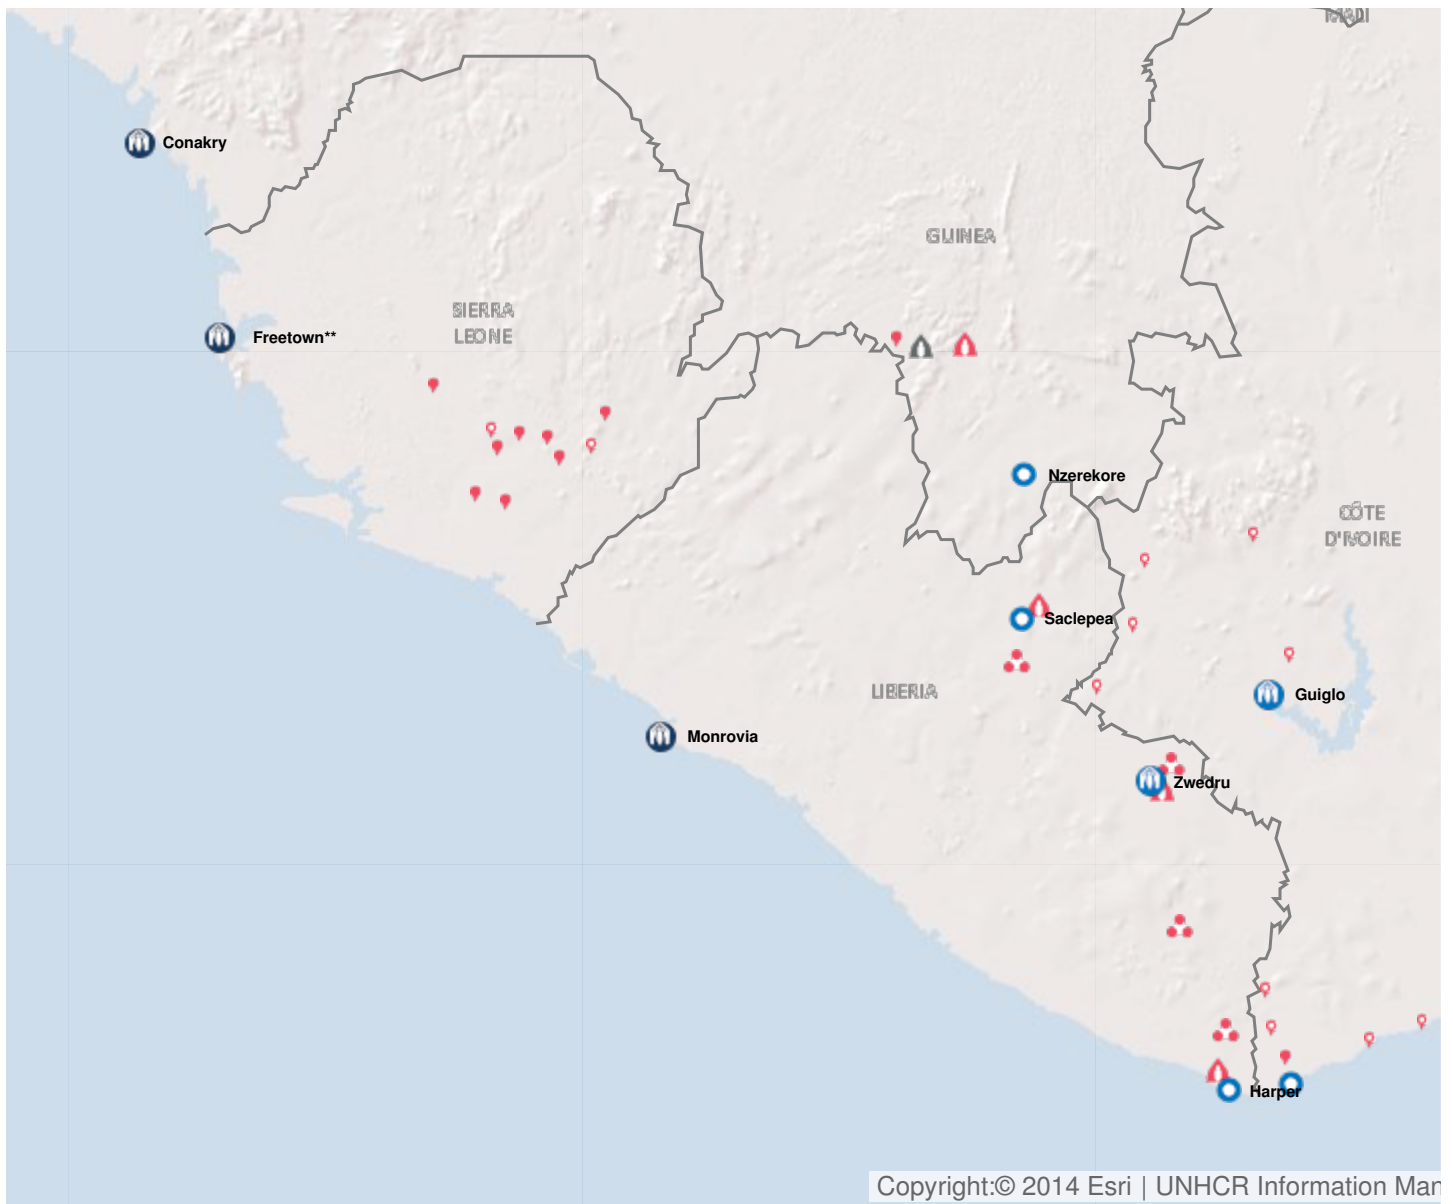 MALI
Conakry
GUINEA
SIERRA
LEONE
Freetown**
Nzerekore
CÔTE
D'IVOIRE
Saclepea
LIBERIA
Guiglo
Monrovia
Zwedru
Harper
Copyright:© 2014 Esri | UNHCR Information Man